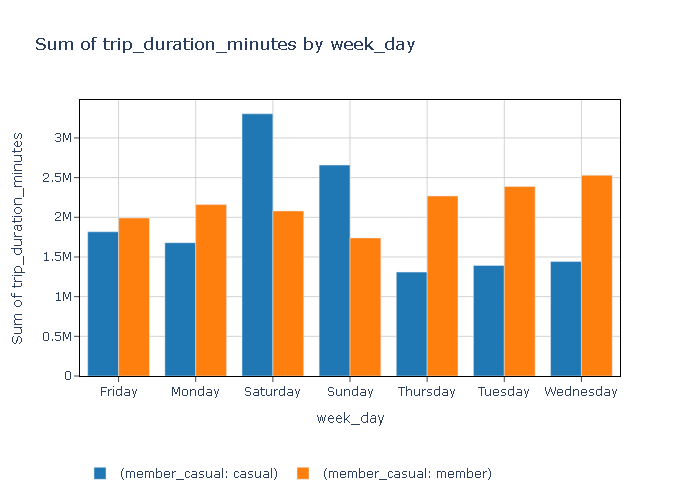 Sum of trip_duration_minutes by week_day
Sum of trip_duration_minutes
3M
2.5M
2M
1.5M
1M
0.5M
0
Friday Monday Saturday Sunday Thursday Tuesday Wednesday
week_day
(member_casual: casual) (member_casual: member)